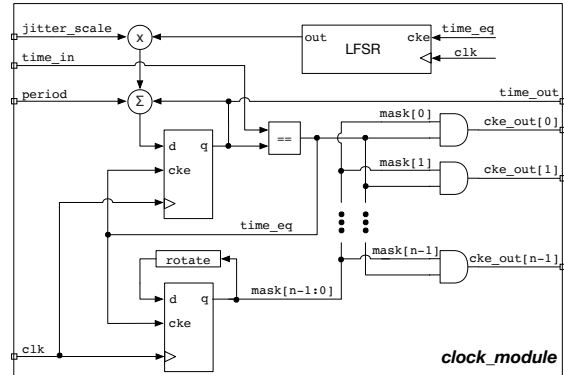 jitter_scale
x
out
LFSR
cke
time_eq
clk
time_in
period
Σ
time_out
mask[0]
cke_out[0]
d
q
cke
==
mask[1]
cke_out[1]
time_eq
mask[n-1]
cke_out[n-1]
rotate
d
q
mask[n-1:0]
cke
clk
clock_module